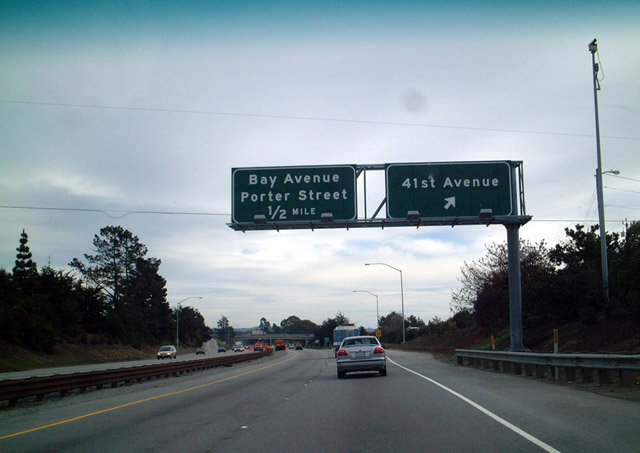 Bay Avenue
Porter Street
1/2 MILE
41st Avenue